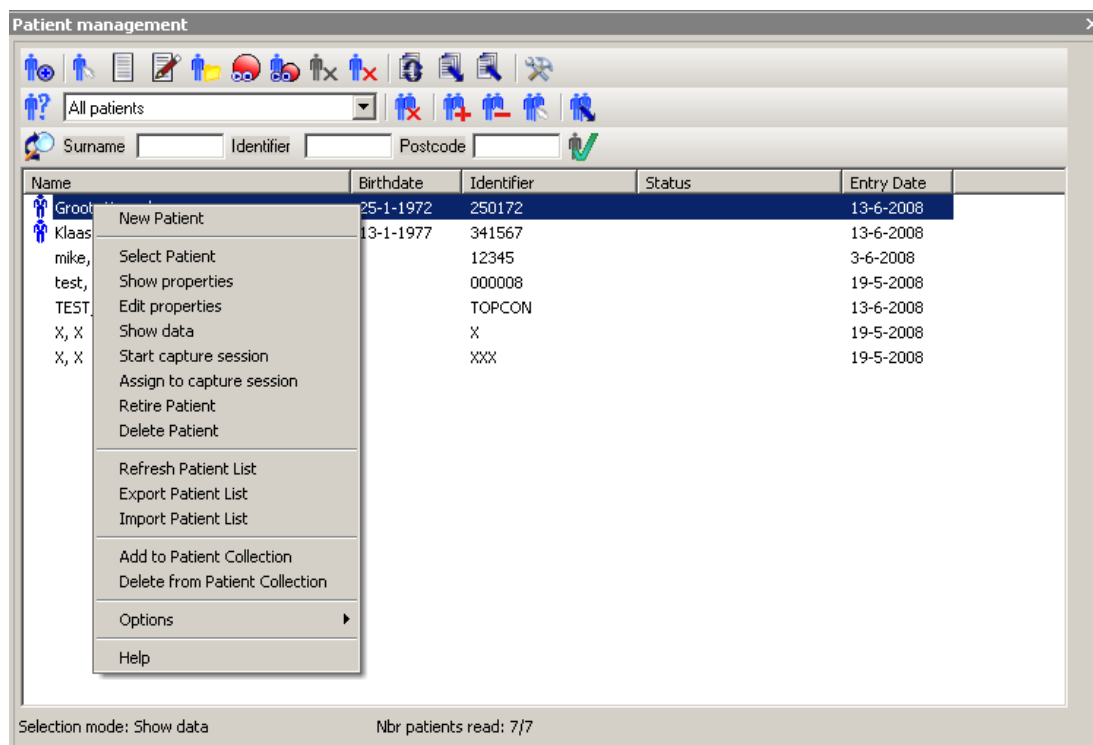 Patient management
All patients
Surname Identifier Postcode
Name Birthdate Identifier Status Entry Date
25-1-1972 250172 13-6-2008
Klaas 13-1-1977 341567 13-6-2008
mike, 12345 3-6-2008
test, 000008 19-5-2008
TEST_ TOPCON 13-6-2008
X, X X 19-5-2008
X, X XXX 19-5-2008
New Patient
Select Patient
Show properties
Edit properties
Show data
Start capture session
Assign to capture session
Retire Patient
Delete Patient
Refresh Patient List
Export Patient List
Import Patient List
Add to Patient Collection
Delete from Patient Collection
Options
Help
Selection mode: Show data Nbr patients read: 7/7